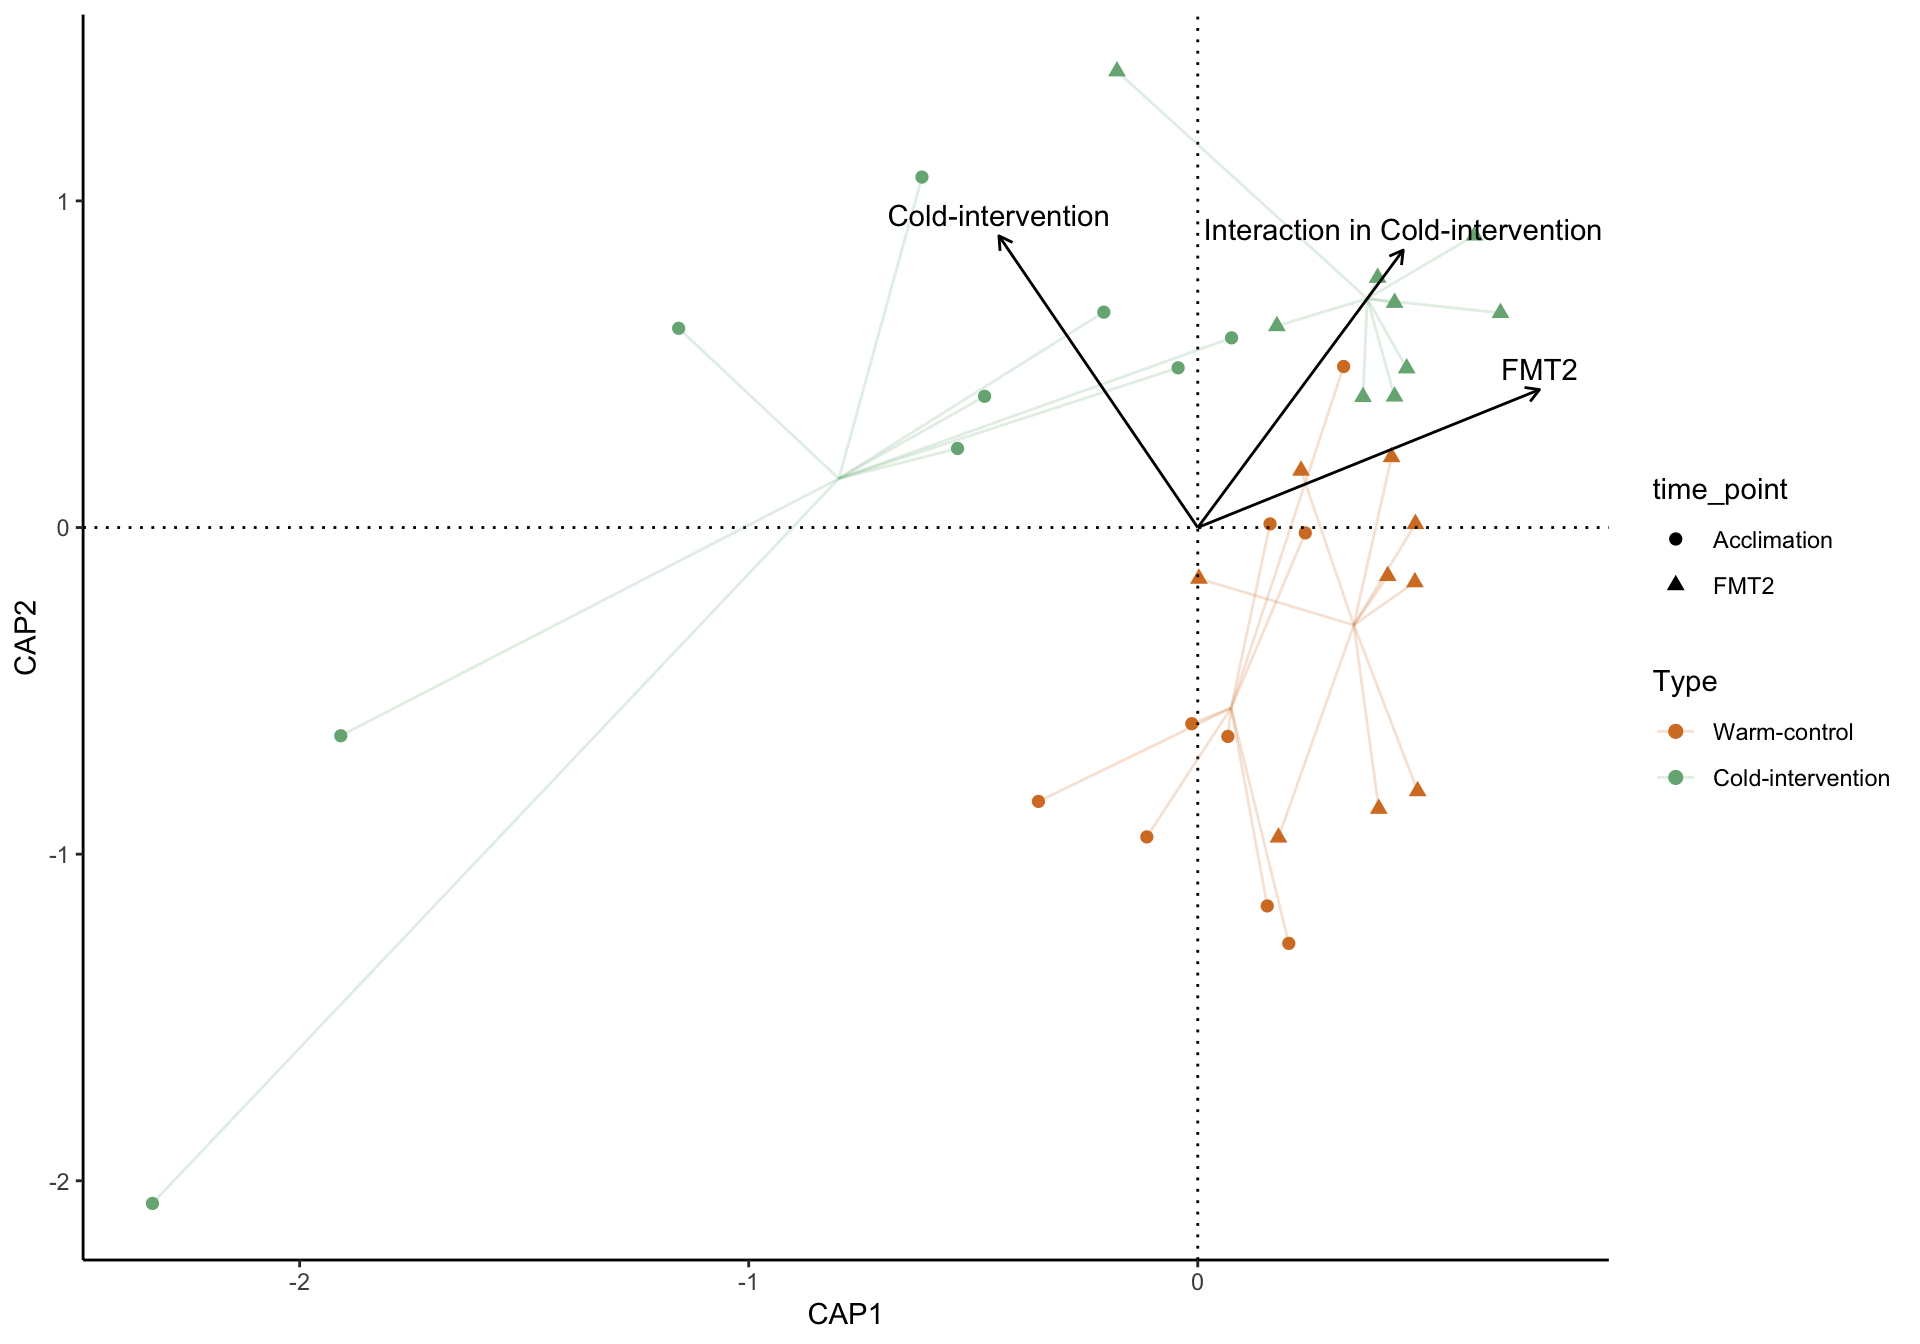 Cold-intervention
Interaction in Cold-intervention
FMT2
1
0
-1
-2
CAP2
-2
-1
0
CAP1
time_point
Acclimation
FMT2
Type
Warm-control
Cold-intervention